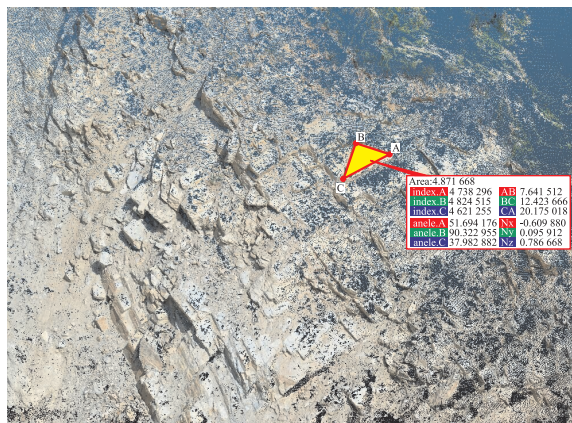 B
A
C
Area:4.871 668
index.A 4 738 296 AB 7.641 512
index.B 4 824 515 BC 12.423 666
index.C 4 621 255 CA 20.175 018
anele.A 51.694 176 Nx -0.609 880
anele.B 90.322 955 Ny 0.095 912
anele.C 37.982 882 Nz 0.786 668